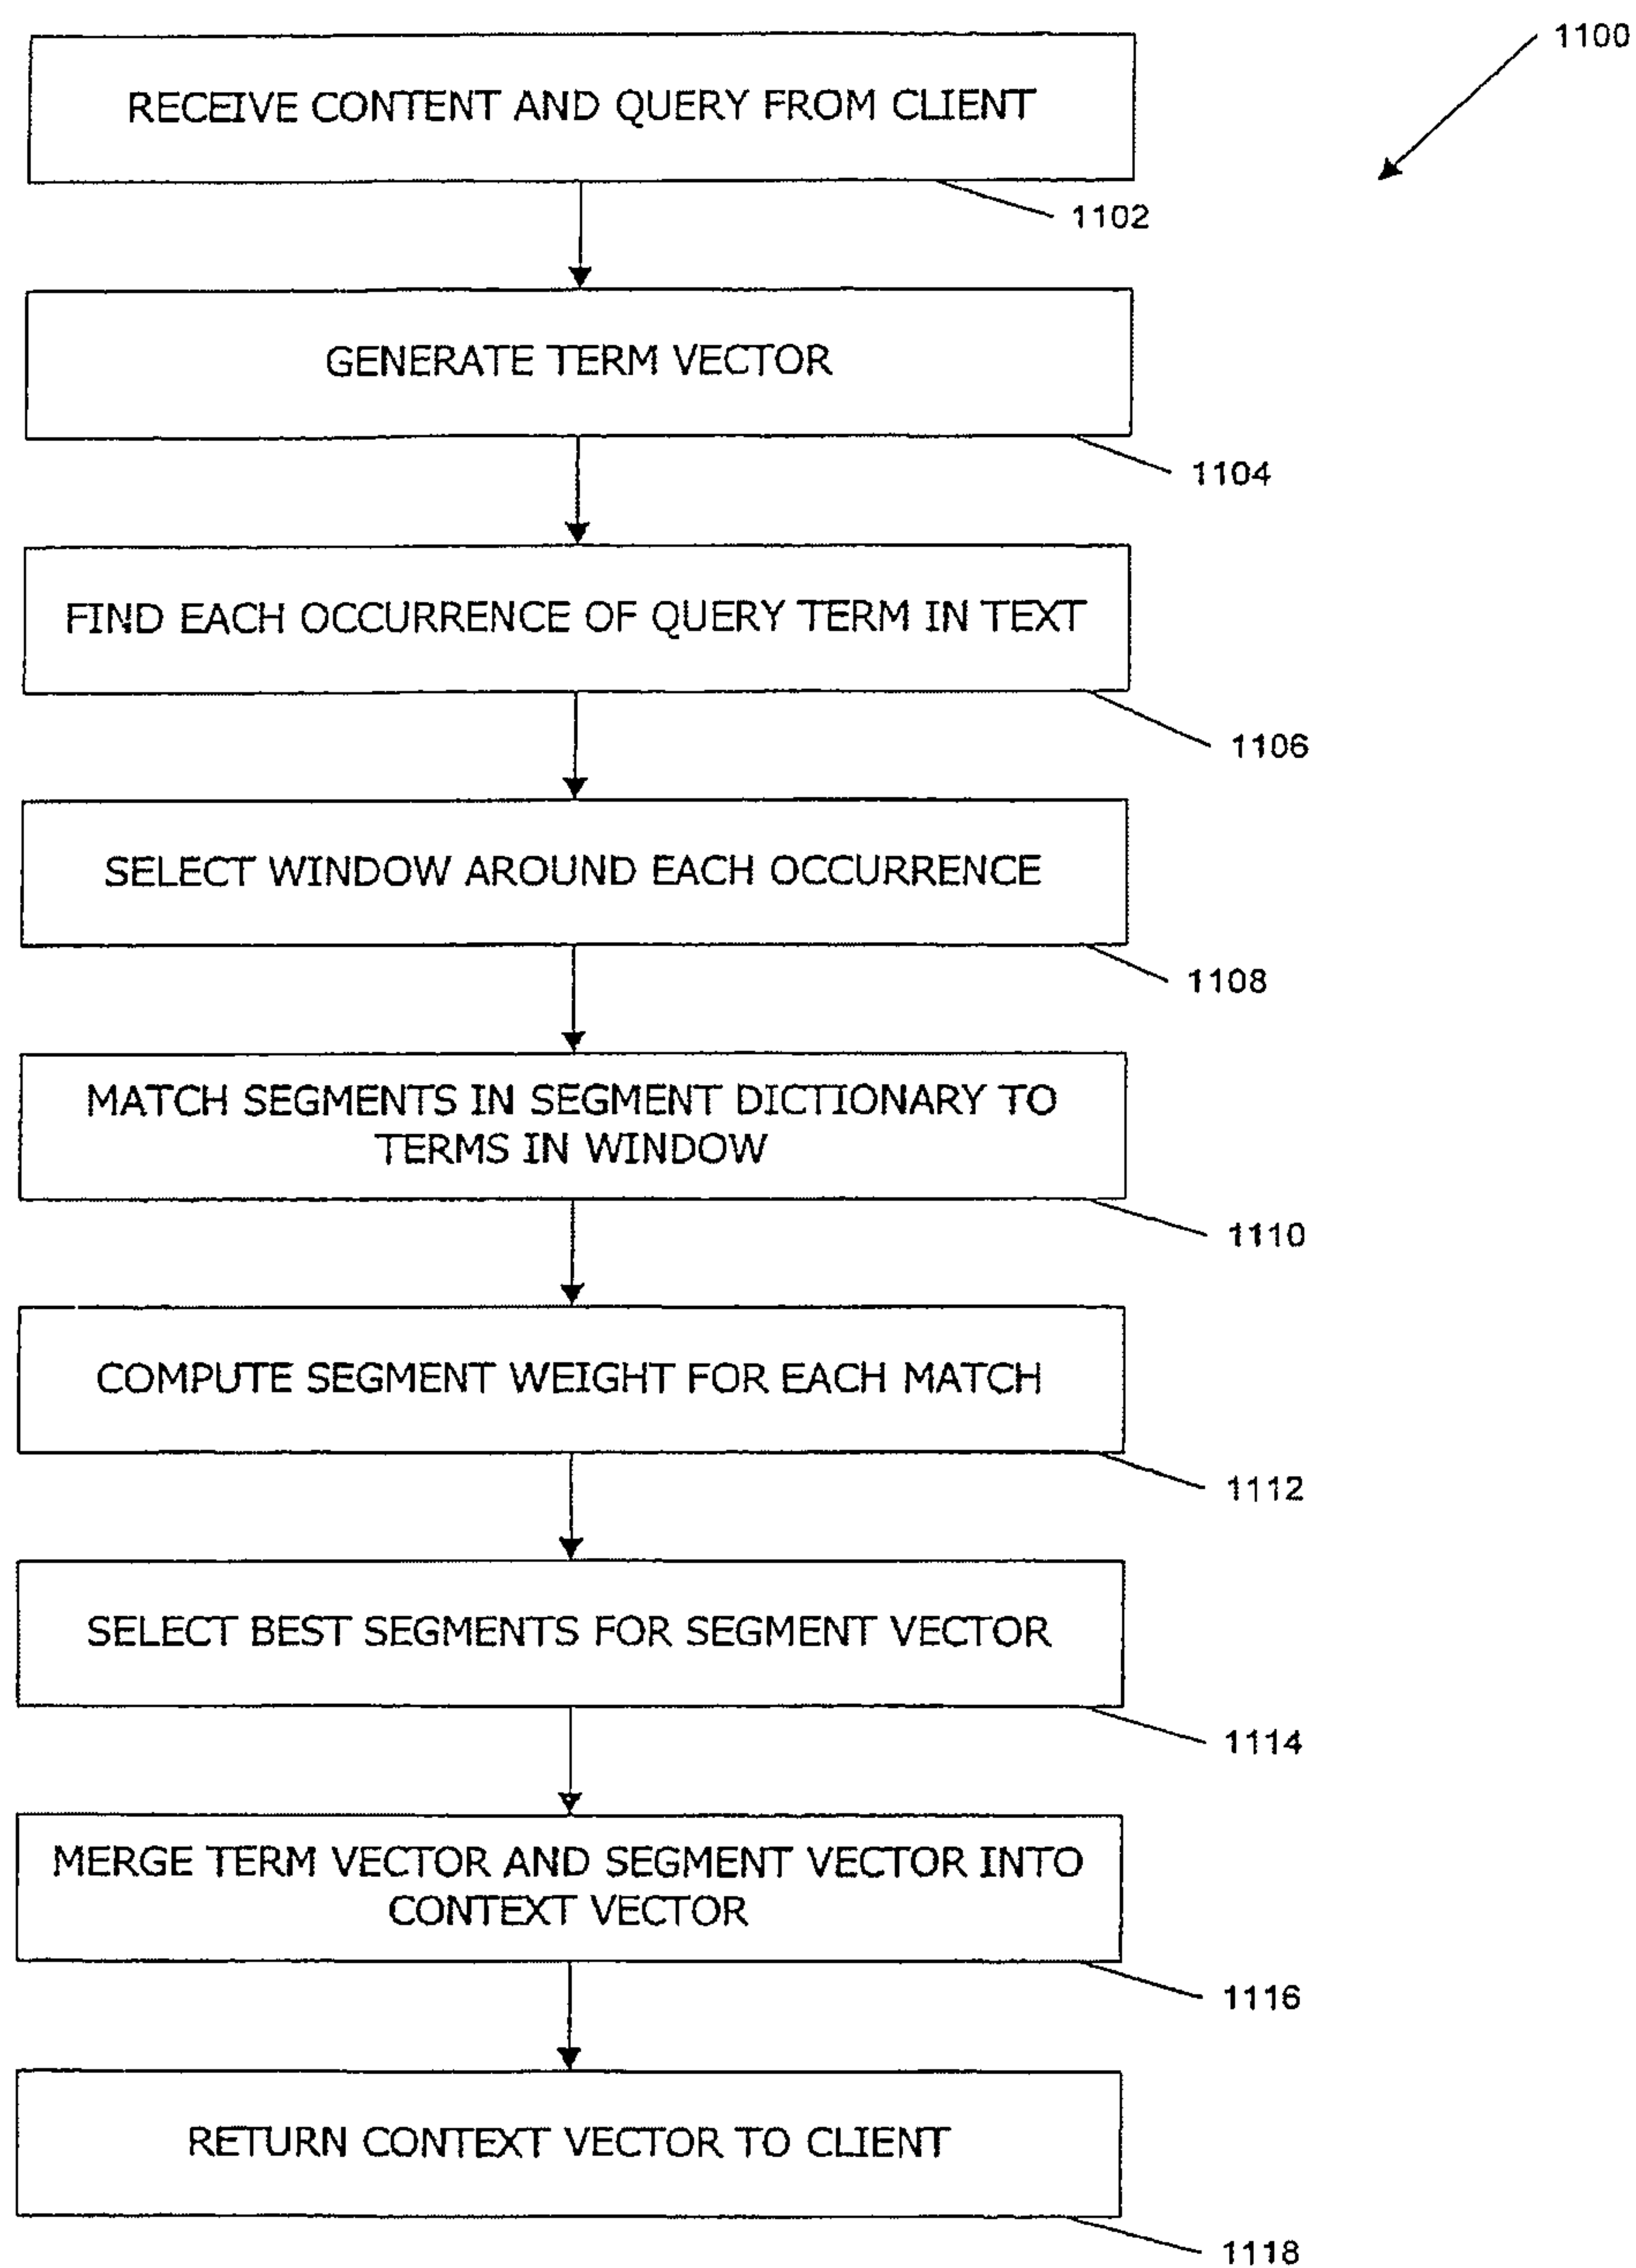 1100
RECEIVE CONTENT AND QUERY FROM CLIENT
1102
GENERATE TERM VECTOR
1104
FIND EACH OCCURRENCE OF QUERY TERM IN TEXT
1106
SELECT WINDOW AROUND EACH OCCURRENCE
1108
MATCH SEGMENTS IN SEGMENT DICTIONARY TO
TERMS IN WINDOW
1110
COMPUTE SEGMENT WEIGHT FOR EACH MATCH
1112
SELECT BEST SEGMENTS FOR SEGMENT VECTOR
1114
MERGE TERM VECTOR AND SEGMENT VECTOR INTO
CONTEXT VECTOR
1116
RETURN CONTEXT VECTOR TO CLIENT
1118